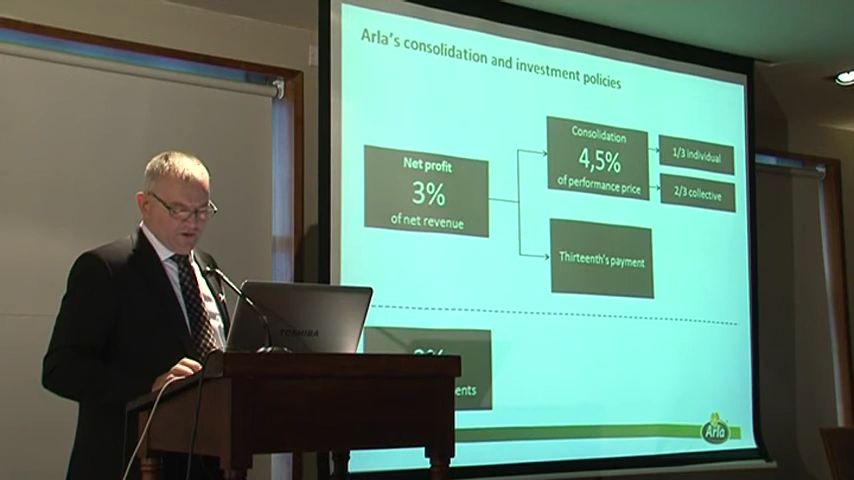 Arla's consolidation and investment policies
Net profit
3%
of net revenue
Consolidation
4,5%
of performance price
1/3 individual
2/3 collective
Thirteenth's payment
TOSHIBA
Arla